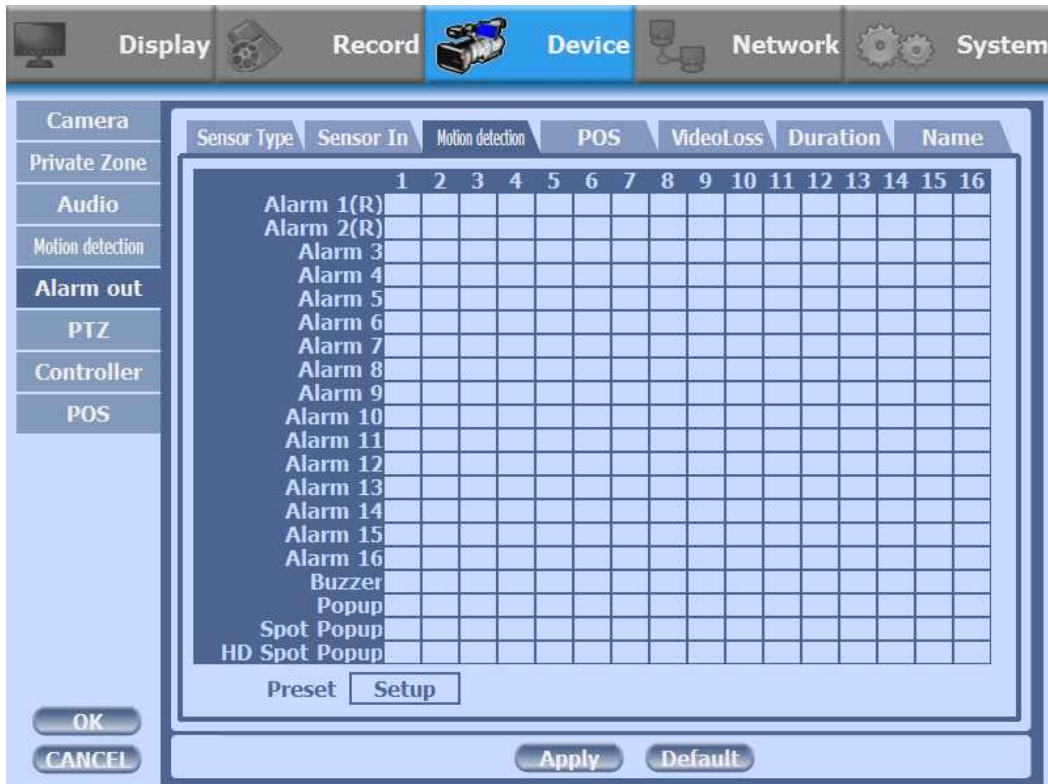 Display Record Device Network System
Camera
Private Zone
Audio
Motion detection
Alarm out
PTZ
Controller
POS
OK
CANCEL
Sensor Type Sensor In Motion detection POS VideoLoss Duration Name
1 2 3 4 5 6 7 8 9 10 11 12 13 14 15 16
Alarm 1(R)
Alarm 2(R)
Alarm 3
Alarm 4
Alarm 5
Alarm 6
Alarm 7
Alarm 8
Alarm 9
Alarm 10
Alarm 11
Alarm 12
Alarm 13
Alarm 14
Alarm 15
Alarm 16
Buzzer
Popup
Spot Popup
HD Spot Popup
Preset Setup
Apply Default